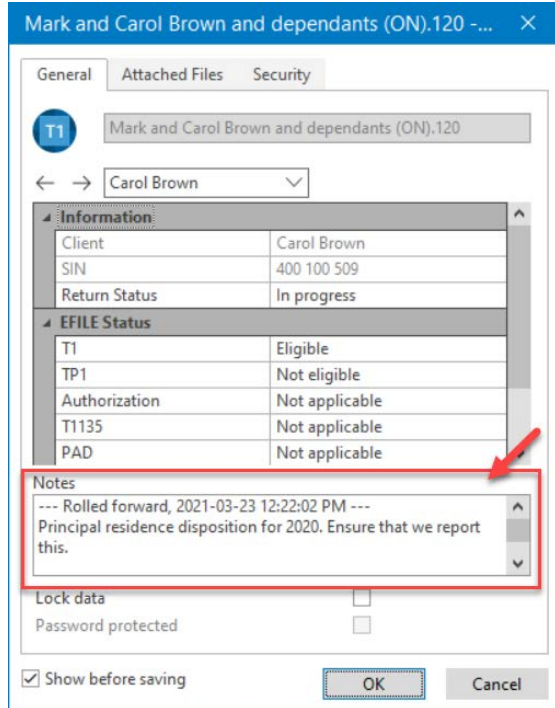 Mark and Carol Brown and dependants (ON).120 -...
General Attached Files Security
T1 Mark and Carol Brown and dependants (ON).120
Carol Brown
Information
Client Carol Brown
SIN 400 100 509
Return Status In progress
EFILE Status
T1 Eligible
TP1 Not eligible
Authorization Not applicable
T1135 Not applicable
PAD Not applicable
Notes
--- Rolled forward, 2021-03-23 12:22:02 PM ---
Principal residence disposition for 2020. Ensure that we report
this.
Lock data
Password protected
Show before saving OK Cancel